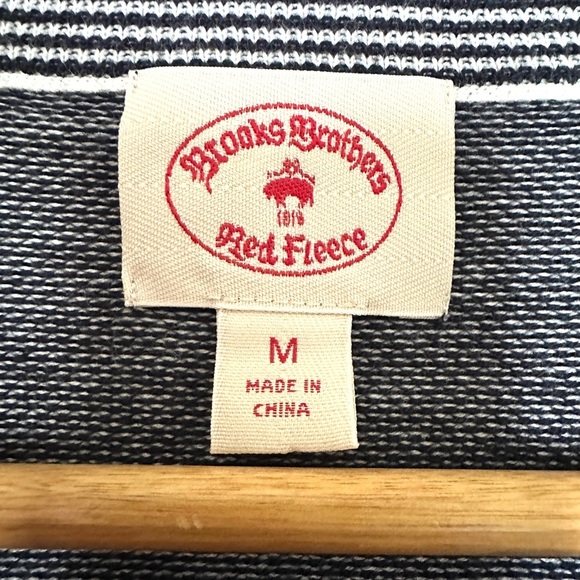 Brooks Brothers
1818
Red Fleece
M
MADE IN
CHINA